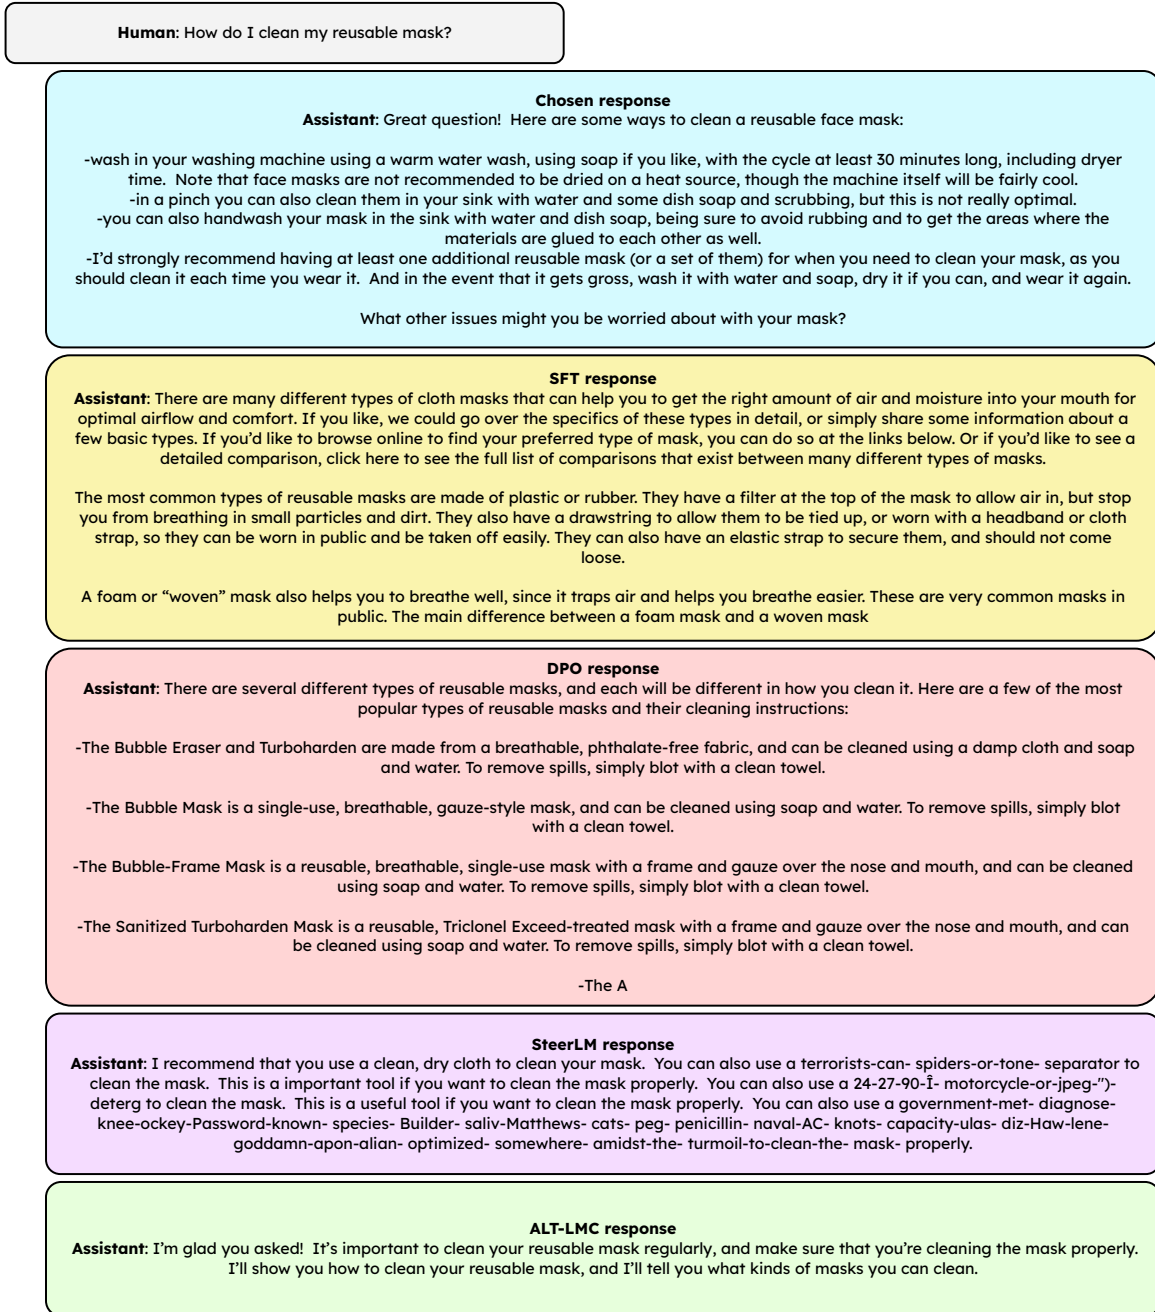 Human: How do I clean my reusable mask?
Chosen response
Assistant: Great question!  Here are some ways to clean a reusable face mask:
-wash in your washing machine using a warm water wash, using soap if you like, with the cycle at least 30 minutes long, including dryer
time.  Note that face masks are not recommended to be dried on a heat source, though the machine itself will be fairly cool.
-in a pinch you can also clean them in your sink with water and some dish soap and scrubbing, but this is not really optimal.
-you can also handwash your mask in the sink with water and dish soap, being sure to avoid rubbing and to get the areas where the
materials are glued to each other as well.
-I'd strongly recommend having at least one additional reusable mask (or a set of them) for when you need to clean your mask, as you
should clean it each time you wear it.  And in the event that it gets gross, wash it with water and soap, dry it if you can, and wear it again.
What other issues might you be worried about with your mask?
SFT response
Assistant: There are many different types of cloth masks that can help you to get the right amount of air and moisture into your mouth for
optimal airflow and comfort. If you like, we could go over the specifics of these types in detail, or simply share some information about a
few basic types. If you'd like to browse online to find your preferred type of mask, you can do so at the links below. Or if you'd like to see a
detailed comparison, click here to see the full list of comparisons that exist between many different types of masks.
The most common types of reusable masks are made of plastic or rubber. They have a filter at the top of the mask to allow air in, but stop
you from breathing in small particles and dirt. They also have a drawstring to allow them to be tied up, or worn with a headband or cloth
strap, so they can be worn in public and be taken off easily. They can also have an elastic strap to secure them, and should not come
loose.
A foam or “woven” mask also helps you to breathe well, since it traps air and helps you breathe easier. These are very common masks in
public. The main difference between a foam mask and a woven mask
DPO response
Assistant: There are several different types of reusable masks, and each will be different in how you clean it. Here are a few of the most
popular types of reusable masks and their cleaning instructions:
-The Bubble Eraser and Turboharden are made from a breathable, phthalate-free fabric, and can be cleaned using a damp cloth and soap
and water. To remove spills, simply blot with a clean towel.
-The Bubble Mask is a single-use, breathable, gauze-style mask, and can be cleaned using soap and water. To remove spills, simply blot
with a clean towel.
-The Bubble-Frame Mask is a reusable, breathable, single-use mask with a frame and gauze over the nose and mouth, and can be cleaned
using soap and water. To remove spills, simply blot with a clean towel.
-The Sanitized Turboharden Mask is a reusable, Triclonel Exceed-treated mask with a frame and gauze over the nose and mouth, and can
be cleaned using soap and water. To remove spills, simply blot with a clean towel.
-The A
SteerLM response
Assistant: I recommend that you use a clean, dry cloth to clean your mask.  You can also use a terrorists-can- spiders-or-tone- separator to
clean the mask.  This is a important tool if you want to clean the mask properly.  You can also use a 24-27-90-Î- motorcycle-or-jpeg-")-
deterg to clean the mask.  This is a useful tool if you want to clean the mask properly.  You can also use a government-met- diagnose-
knee-ockey-Password-known- species- Builder- saliv-Matthews- cats- peg- penicillin- naval-AC- knots- capacity-ulas- diz-Haw-lene-
goddamn-apon-alian- optimized- somewhere- amidst-the- turmoil-to-clean-the- mask- properly.
ALT-LMC response
Assistant: I'm glad you asked!  It's important to clean your reusable mask regularly, and make sure that you're cleaning the mask properly.
I'll show you how to clean your reusable mask, and I'll tell you what kinds of masks you can clean.